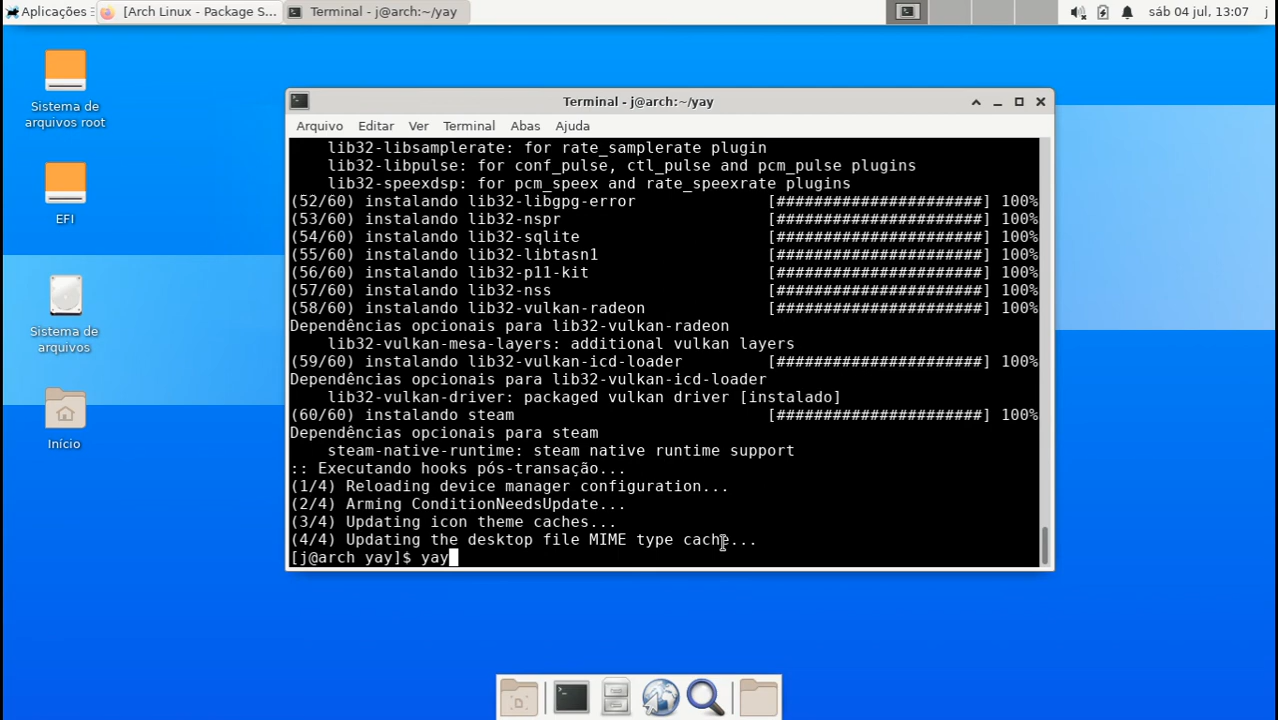 Aplicações
[Arch Linux - Package S...
Terminal - j@arch:~/yay
sáb 04 jul, 13:07
j
Sistema de
arquivos root
EFI
Sistema de
arquivos
Início
Terminal - j@arch:~/yay
Arquivo Editar Ver Terminal Abas Ajuda
lib32-libsamplerate: for rate_samplerate plugin
lib32-libpulse: for conf_pulse, ctl_pulse and pcm_pulse plugins
lib32-speexdsp: for pcm_speex and rate_speexrate plugins
(52/60) instalando lib32-libgpg-error [######################] 100%
(53/60) instalando lib32-nspr [######################] 100%
(54/60) instalando lib32-sqlite [######################] 100%
(55/60) instalando lib32-libtasn1 [######################] 100%
(56/60) instalando lib32-p11-kit [######################] 100%
(57/60) instalando lib32-nss [######################] 100%
(58/60) instalando lib32-vulkan-radeon [######################] 100%
Dependências opcionais para lib32-vulkan-radeon
lib32-vulkan-mesa-layers: additional vulkan layers
(59/60) instalando lib32-vulkan-icd-loader [######################] 100%
Dependências opcionais para lib32-vulkan-icd-loader
lib32-vulkan-driver: packaged vulkan driver [instalado]
(60/60) instalando steam [######################] 100%
Dependências opcionais para steam
steam-native-runtime: steam native runtime support
:: Executando hooks pós-transação...
(1/4) Reloading device manager configuration...
(2/4) Arming ConditionNeedsUpdate...
(3/4) Updating icon theme caches...
(4/4) Updating the desktop file MIME type cache...
[j@arch yay]$ yay